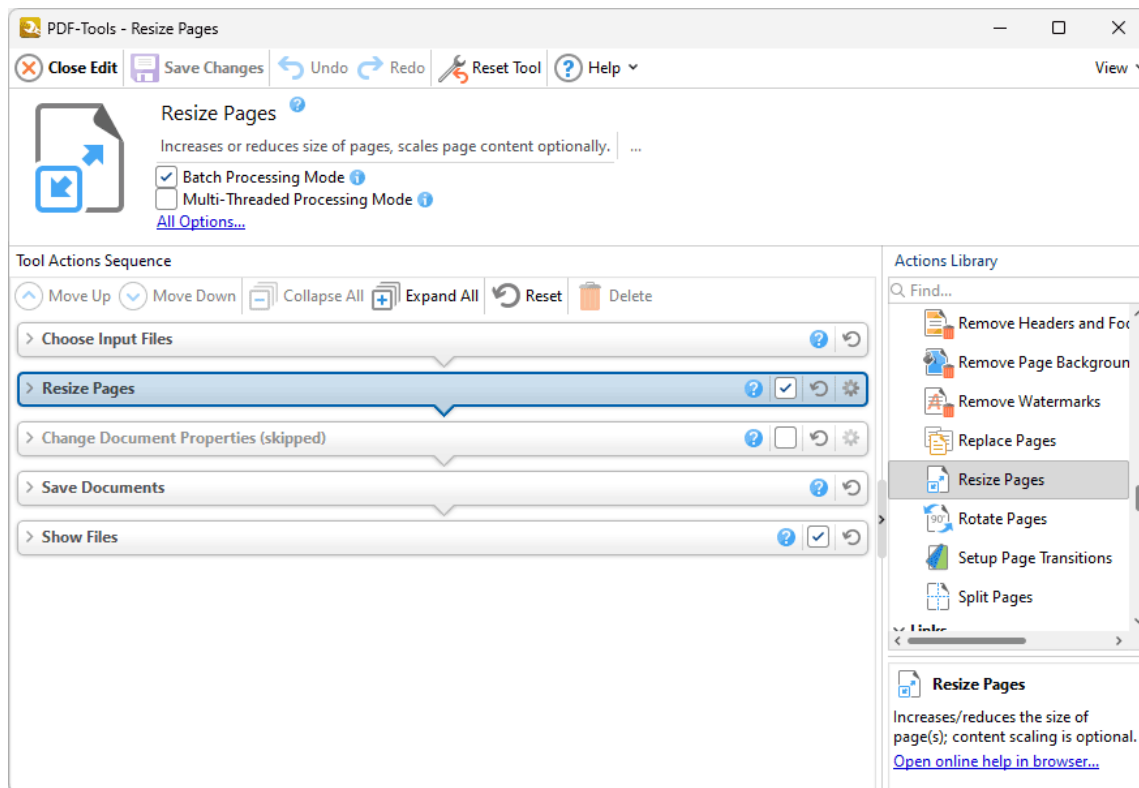 PDF-Tools - Resize Pages
Close Edit Save Changes Undo Redo Reset Tool ? Help View
Resize Pages ?
Increases or reduces size of pages, scales page content optionally. ...
Batch Processing Mode i
Multi-Threaded Processing Mode i
All Options...
Tool Actions Sequence
Move Up Move Down Collapse All Expand All Reset Delete
Choose Input Files ?
Resize Pages ?
Change Document Properties (skipped) ?
Save Documents ?
Show Files ?
Actions Library
Find...
Remove Headers and Foo
Remove Page Backgroun
Remove Watermarks
Replace Pages
Resize Pages
90° Rotate Pages
Setup Page Transitions
Split Pages
Links
Resize Pages
Increases/reduces the size of
page(s); content scaling is optional.
Open online help in browser...